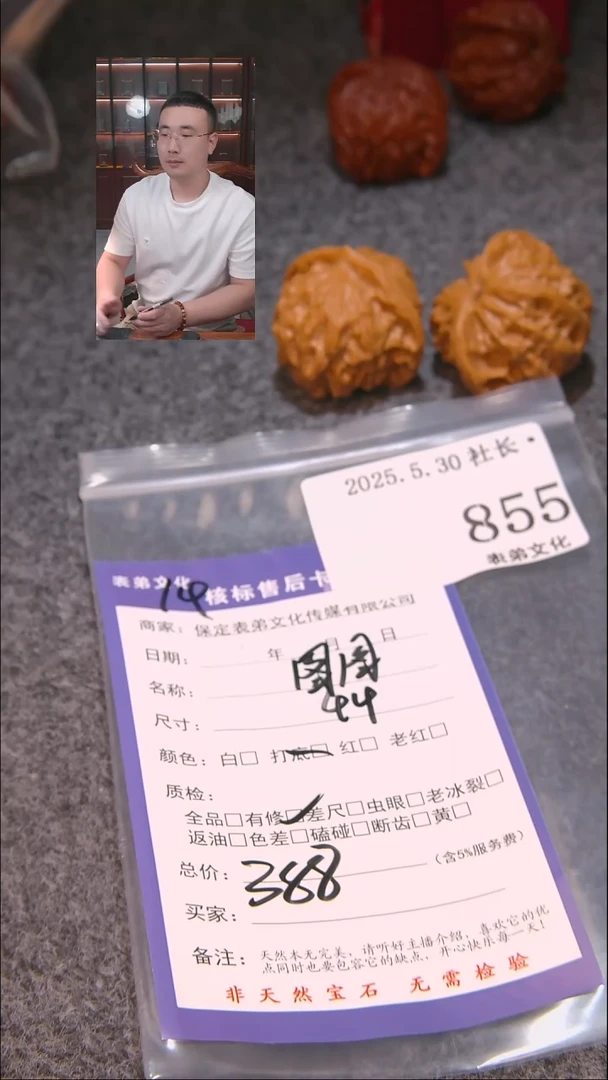 2025.5.30 社长·
855
表弟文化
表弟文化 核标售后卡
14
商家：保定表弟文化传媒有限公司
日期： 年 月 日
名称：
44
尺寸：
颜色：白□ 打底□ 红□ 老红□
质检：
全品□有修□差尺□虫眼□老冰裂□
返油□色差□磕碰□断齿□黄□
总价：388（含5%服务费）
买家：
备注：天然本无完美，请听好主播介绍，喜欢它的优
点同时也要包容它的缺点，开心快乐每一天！
非天然宝石 无需检验